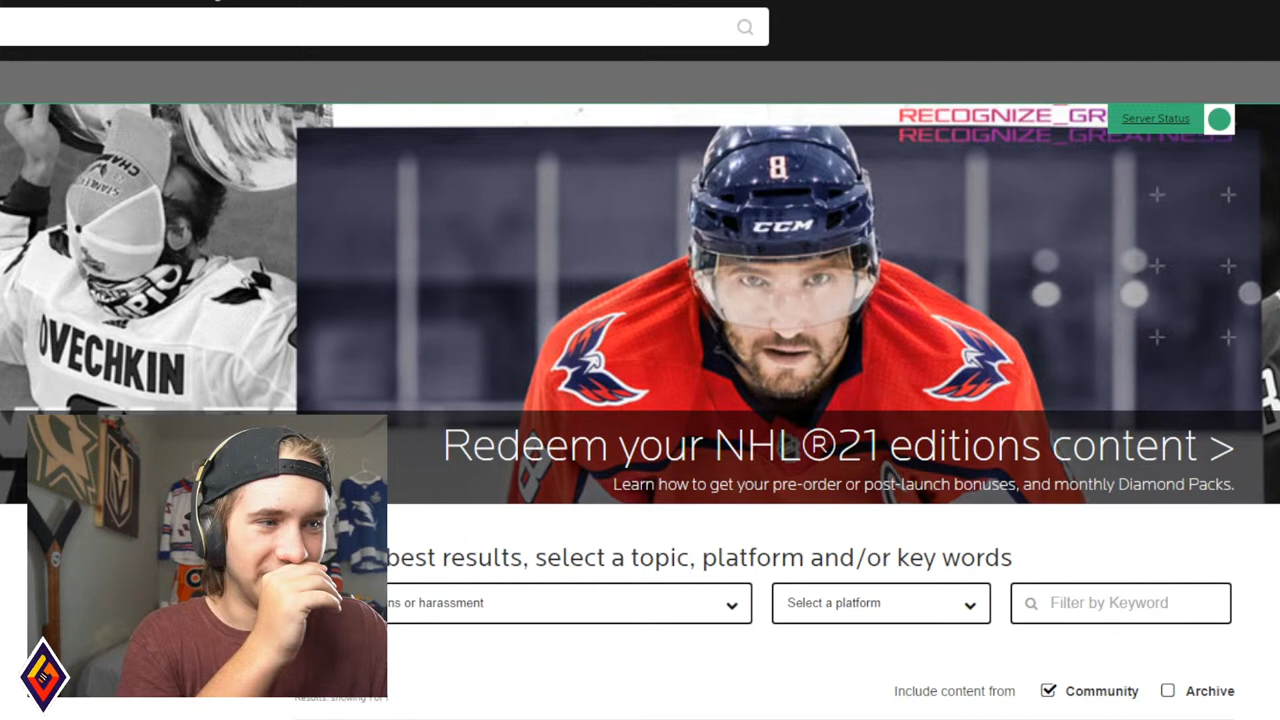 RECOGNIZE_GR
Server Status
RECOGNIZE_GREATNESS
8
CCM
OVECHKIN
Redeem your NHL®21 editions content >
Learn how to get your pre-order or post-launch bonuses, and monthly Diamond Packs.
best results, select a topic, platform and/or key words
ns or harassment
Select a platform
Filter by Keyword
Include content from
Community
Archive